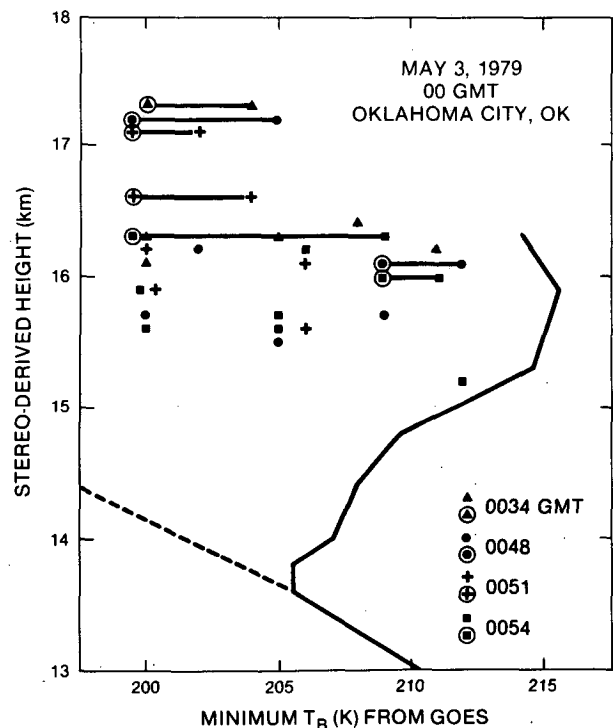 MAY 3, 1979
00 GMT
OKLAHOMA CITY, OK
STEREO-DERIVED HEIGHT (km)
18
17
16
15
14
13
0034 GMT
0048
0051
0054
200
205
210
215
MINIMUM T_B (K) FROM GOES